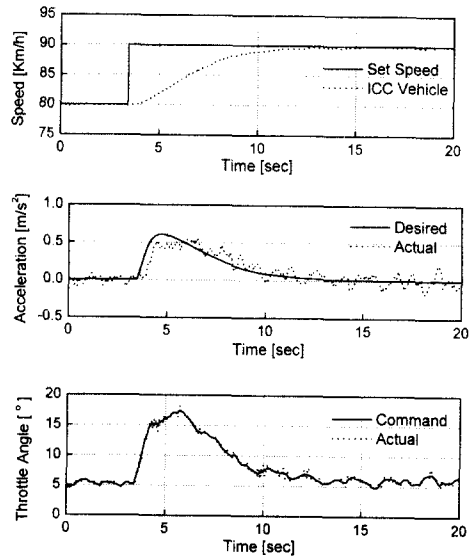 Speed [Km/h]
95
90
85
80
75
Set Speed
ICC Vehicle
0 5 10 15 20
Time [sec]
Acceleration [m/s²]
1.0
0.5
0.0
-0.5
Desired
Actual
0 5 10 15 20
Time [sec]
Throttle Angle [ ° ]
20
15
10
5
0
Command
Actual
0 5 10 15 20
Time [sec]